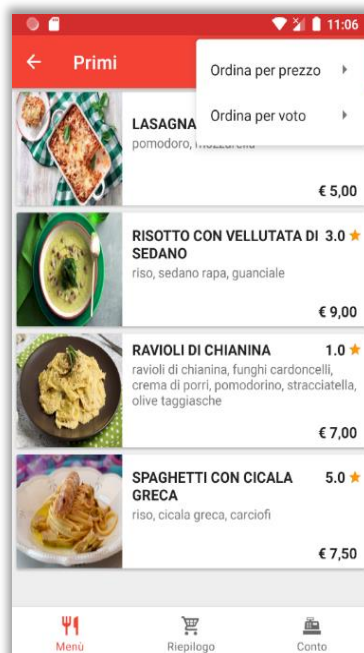 11:06
Primi
Ordina per prezzo
Ordina per voto
LASAGNA
pomodoro, mozzarella
€ 5,00
RISOTTO CON VELLUTATA DI 3.0
SEDANO
riso, sedano rapa, guanciale
€ 9,00
RAVIOLI DI CHIANINA 1.0
ravioli di chianina, funghi cardoncelli,
crema di porri, pomodorino, stracciatella,
olive taggiasche
€ 7,00
SPAGHETTI CON CICALA 5.0
GRECA
riso, cicala greca, carciofi
€ 7,50
Menù Riepilogo Conto